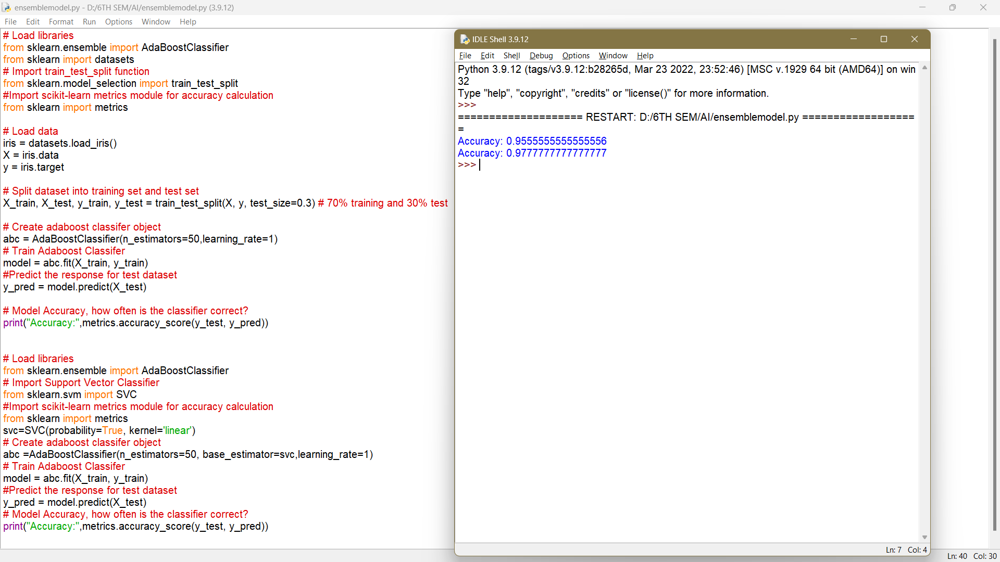 ensemblemodel.py - D:/6TH SEM/AI/ensemblemodel.py (3.9.12)
File Edit Format Run Options Window Help
# Load libraries
from sklearn.ensemble import AdaBoostClassifier
from sklearn import datasets
# Import train_test_split function
from sklearn.model_selection import train_test_split
#Import scikit-learn metrics module for accuracy calculation
from sklearn import metrics

# Load data
iris = datasets.load_iris()
X = iris.data
y = iris.target

# Split dataset into training set and test set
X_train, X_test, y_train, y_test = train_test_split(X, y, test_size=0.3) # 70% training and 30% test

# Create adaboost classifer object
abc = AdaBoostClassifier(n_estimators=50,learning_rate=1)
# Train Adaboost Classifer
model = abc.fit(X_train, y_train)
#Predict the response for test dataset
y_pred = model.predict(X_test)

# Model Accuracy, how often is the classifier correct?
print("Accuracy:",metrics.accuracy_score(y_test, y_pred))

# Load libraries
from sklearn.ensemble import AdaBoostClassifier
# Import Support Vector Classifier
from sklearn.svm import SVC
#Import scikit-learn metrics module for accuracy calculation
from sklearn import metrics
svc=SVC(probability=True, kernel='linear')
# Create adaboost classifer object
abc =AdaBoostClassifier(n_estimators=50, base_estimator=svc,learning_rate=1)
# Train Adaboost Classifer
model = abc.fit(X_train, y_train)
#Predict the response for test dataset
y_pred = model.predict(X_test)
# Model Accuracy, how often is the classifier correct?
print("Accuracy:",metrics.accuracy_score(y_test, y_pred))
IDLE Shell 3.9.12
File Edit Shell Debug Options Window Help
Python 3.9.12 (tags/v3.9.12:b28265d, Mar 23 2022, 23:52:46) [MSC v.1929 64 bit (AMD64)] on win
32
Type "help", "copyright", "credits" or "license()" for more information.
>>>
==================== RESTART: D:/6TH SEM/AI/ensemblemodel.py ==================
=
Accuracy: 0.9555555555555556
Accuracy: 0.9777777777777777
>>>
Ln: 7 Col: 4
Ln: 40 Col: 30